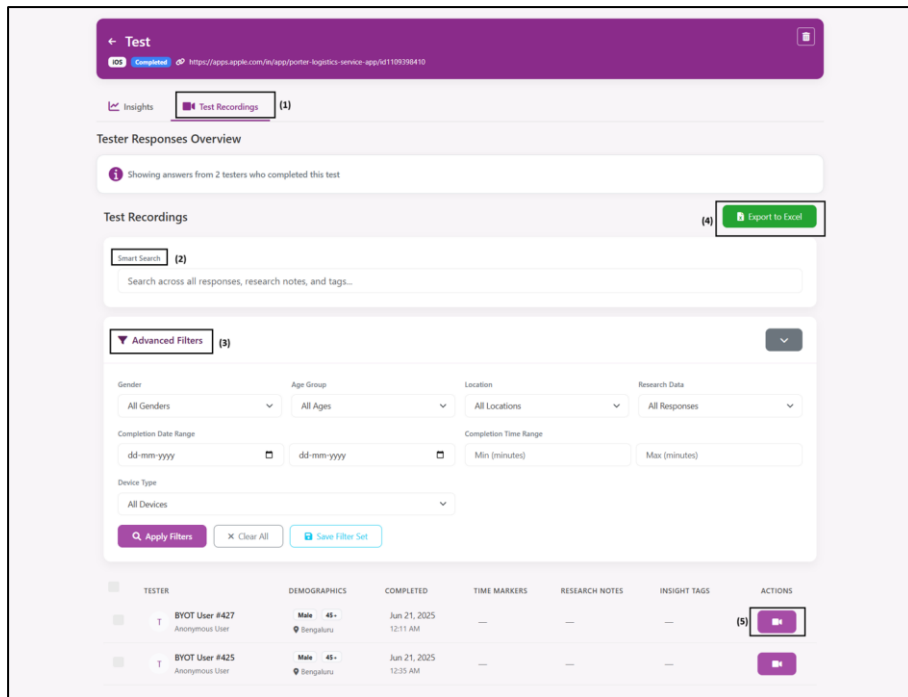 ← Test
iOS Completed https://apps.apple.com/in/app/porter-logistics-service-app/id1109398410
Insights Test Recordings (1)
Tester Responses Overview
Showing answers from 2 testers who completed this test
Test Recordings (4) Export to Excel
Smart Search (2)
Search across all responses, research notes, and tags...
Advanced Filters (3)
Gender Age Group Location Research Data
All Genders All Ages All Locations All Responses
Completion Date Range Completion Time Range
dd-mm-yyyy dd-mm-yyyy Min (minutes) Max (minutes)
Device Type
All Devices
Apply Filters × Clear All Save Filter Set
TESTER DEMOGRAPHICS COMPLETED TIME MARKERS RESEARCH NOTES INSIGHT TAGS ACTIONS
T BYOT User #427 Male 45+ Jun 21, 2025 — — — (5)
Anonymous User Bengaluru 12:11 AM
T BYOT User #425 Male 45+ Jun 21, 2025 — — —
Anonymous User Bengaluru 12:35 AM